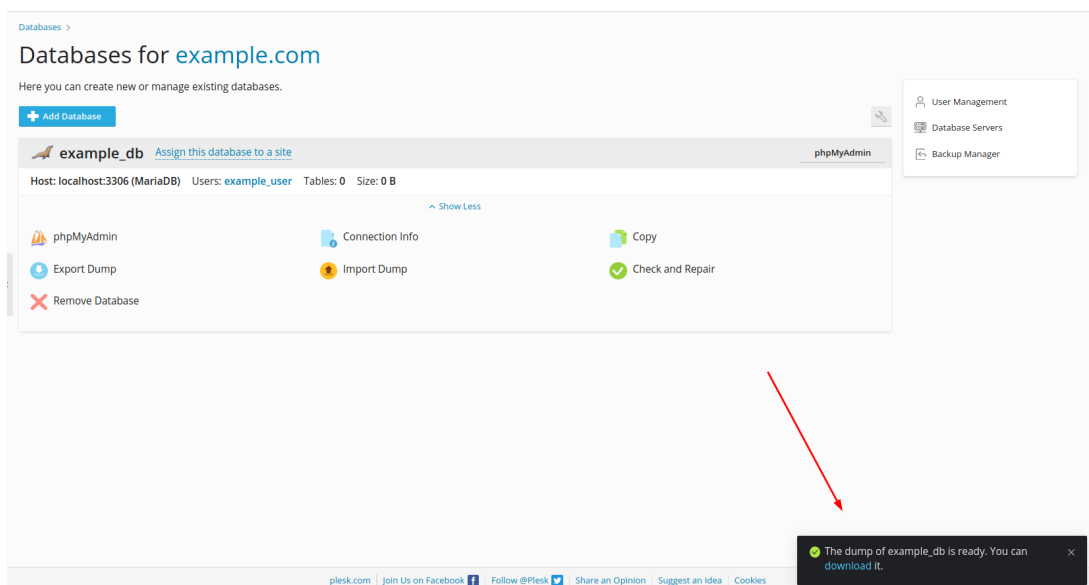 Databases >
Databases for example.com
Here you can create new or manage existing databases.
Add Database
User Management
Database Servers
Backup Manager
example_db Assign this database to a site phpMyAdmin
Host: localhost:3306 (MariaDB) Users: example_user Tables: 0 Size: 0 B
Show Less
phpMyAdmin Connection Info Copy
Export Dump Import Dump Check and Repair
Remove Database
The dump of example_db is ready. You can
download it.
plesk.com Join Us on Facebook Follow @Plesk Share an Opinion Suggest an Idea Cookies